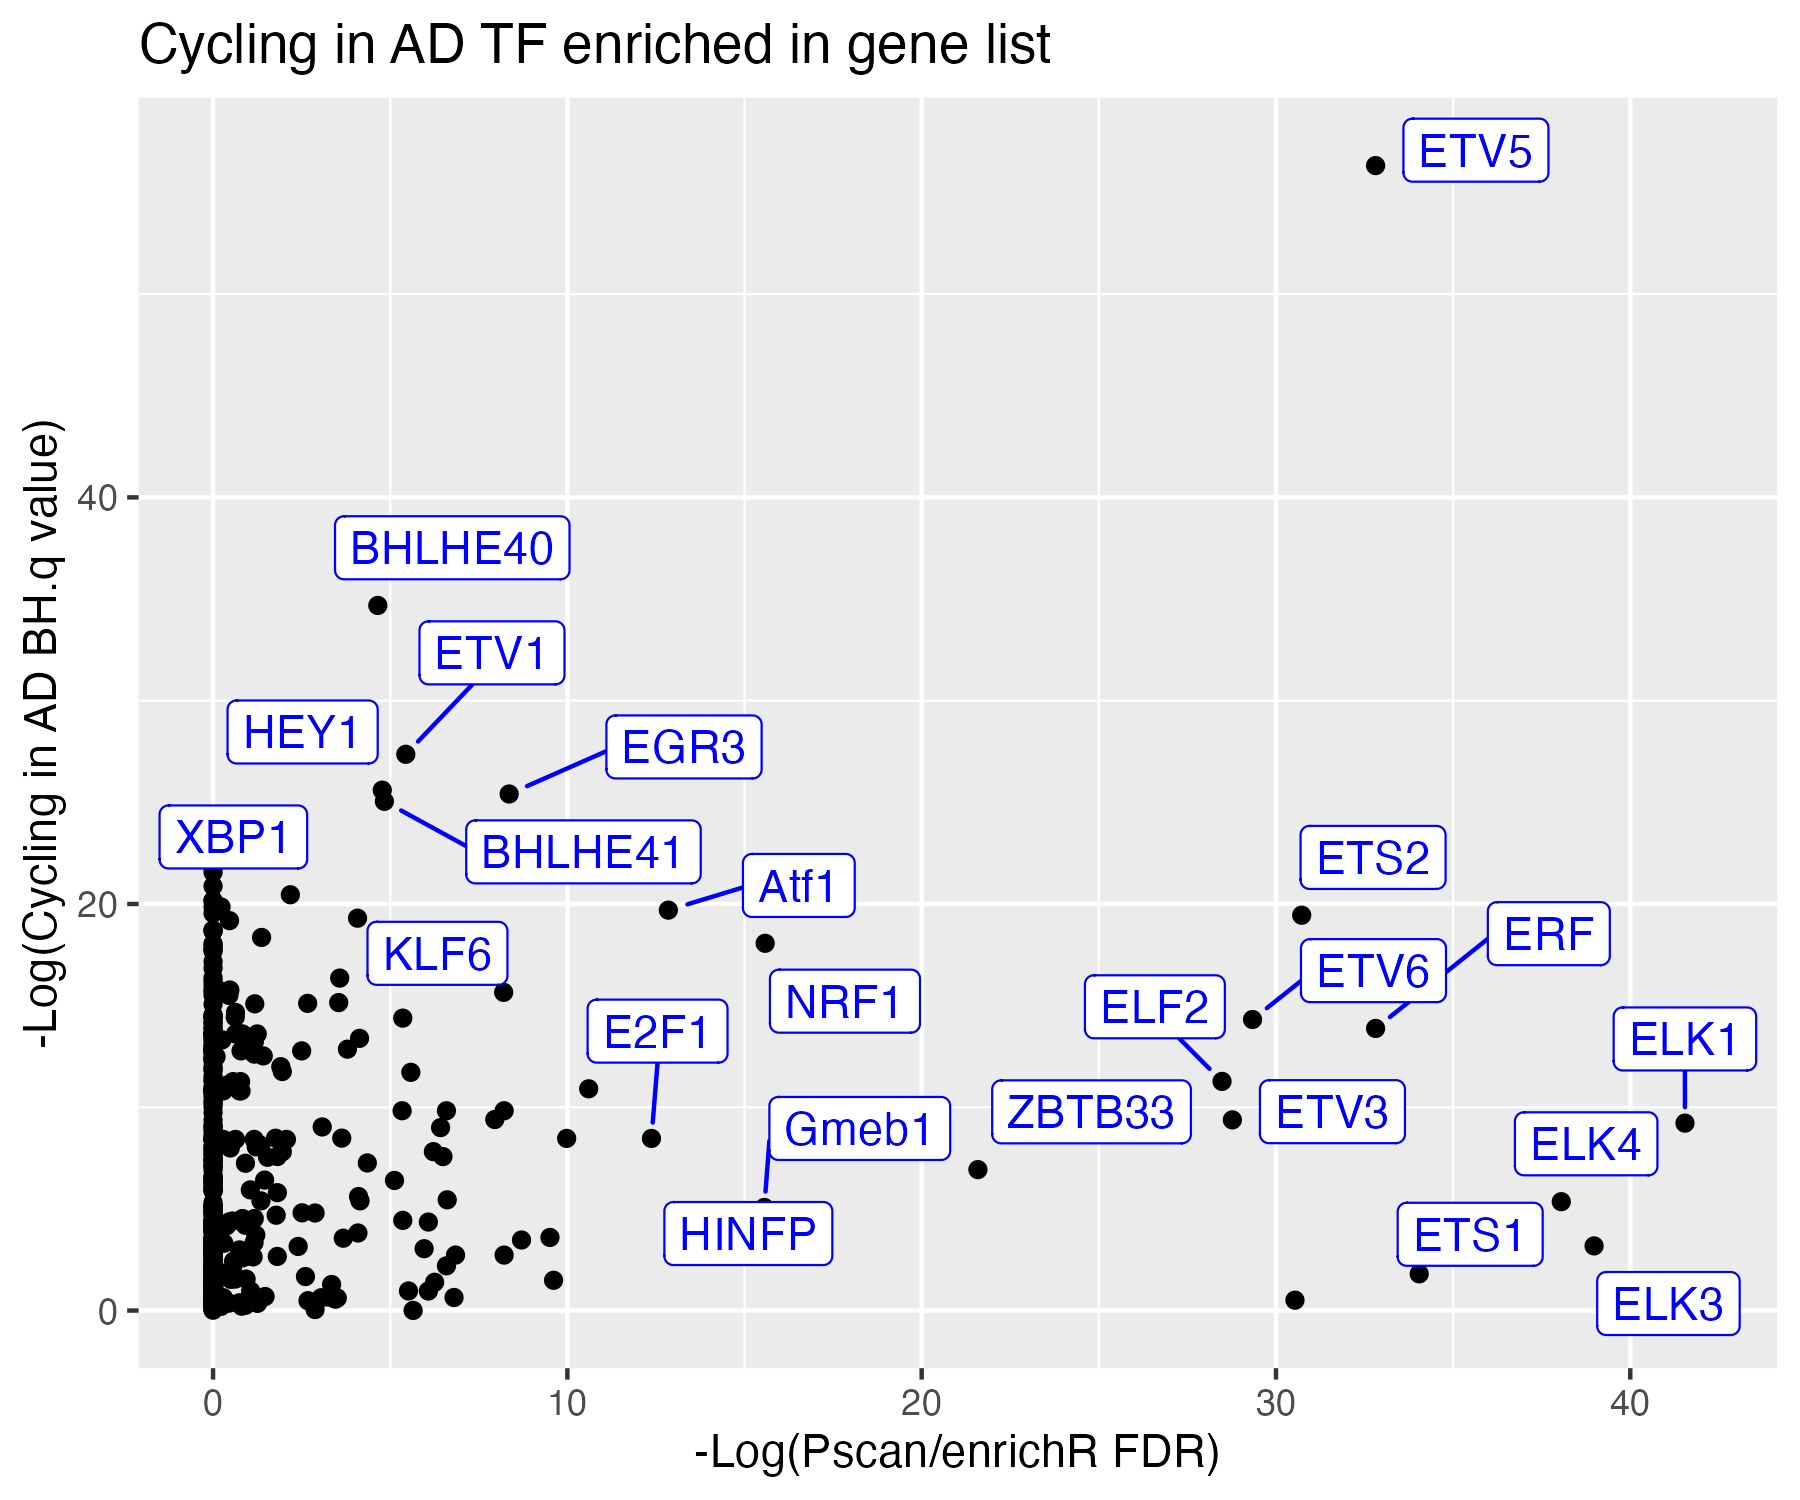 Cycling in AD TF enriched in gene list
-Log(Cycling in AD BH.q value)
40
20
0
ETV5
BHLHE40
ETV1
HEY1
EGR3
XBP1
BHLHE41
ETS2
Atf1
ERF
KLF6
ETV6
NRF1
ELF2
E2F1
ELK1
ZBTB33
ETV3
Gmeb1
ELK4
HINFP
ETS1
ELK3
0
10
20
30
40
-Log(Pscan/enrichR FDR)